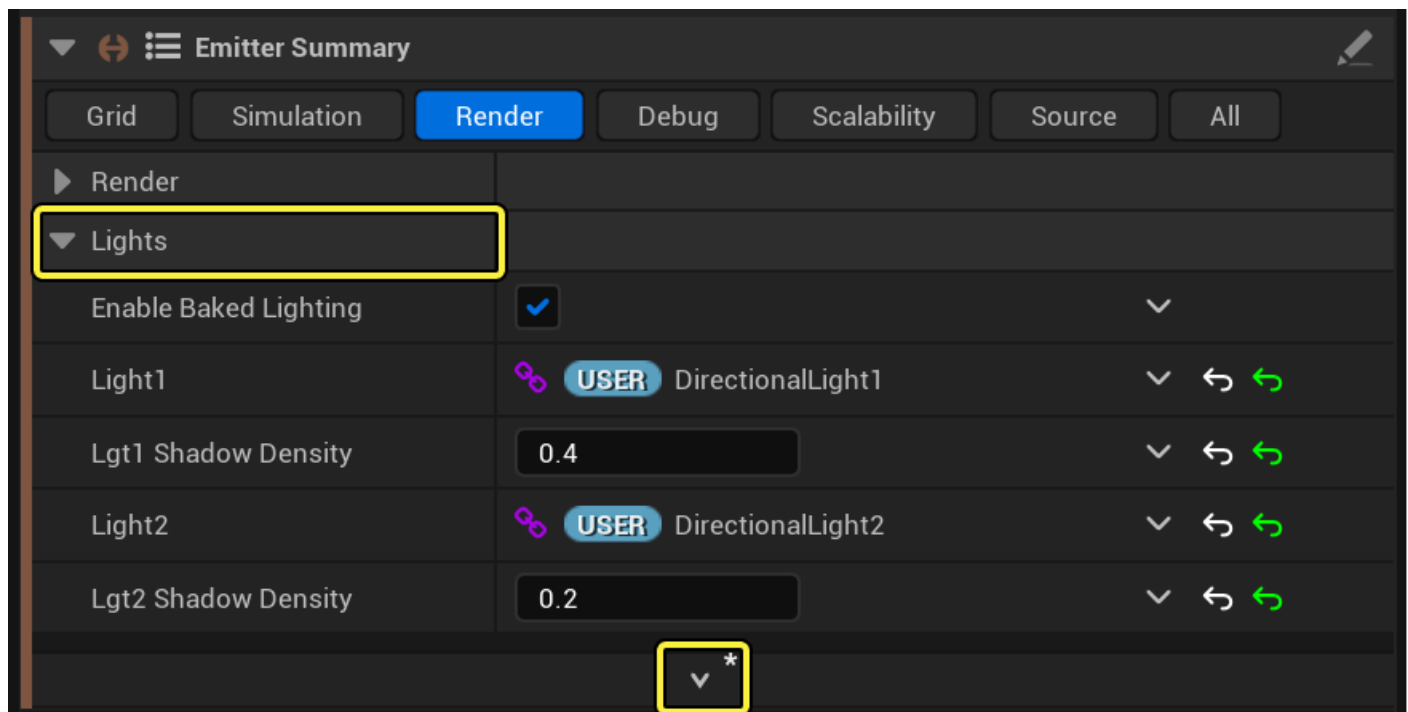 Emitter Summary
Grid Simulation Render Debug Scalability Source All
Render
Lights
Enable Baked Lighting
Light1 USER DirectionalLight1
Lgt1 Shadow Density 0.4
Light2 USER DirectionalLight2
Lgt2 Shadow Density 0.2
*